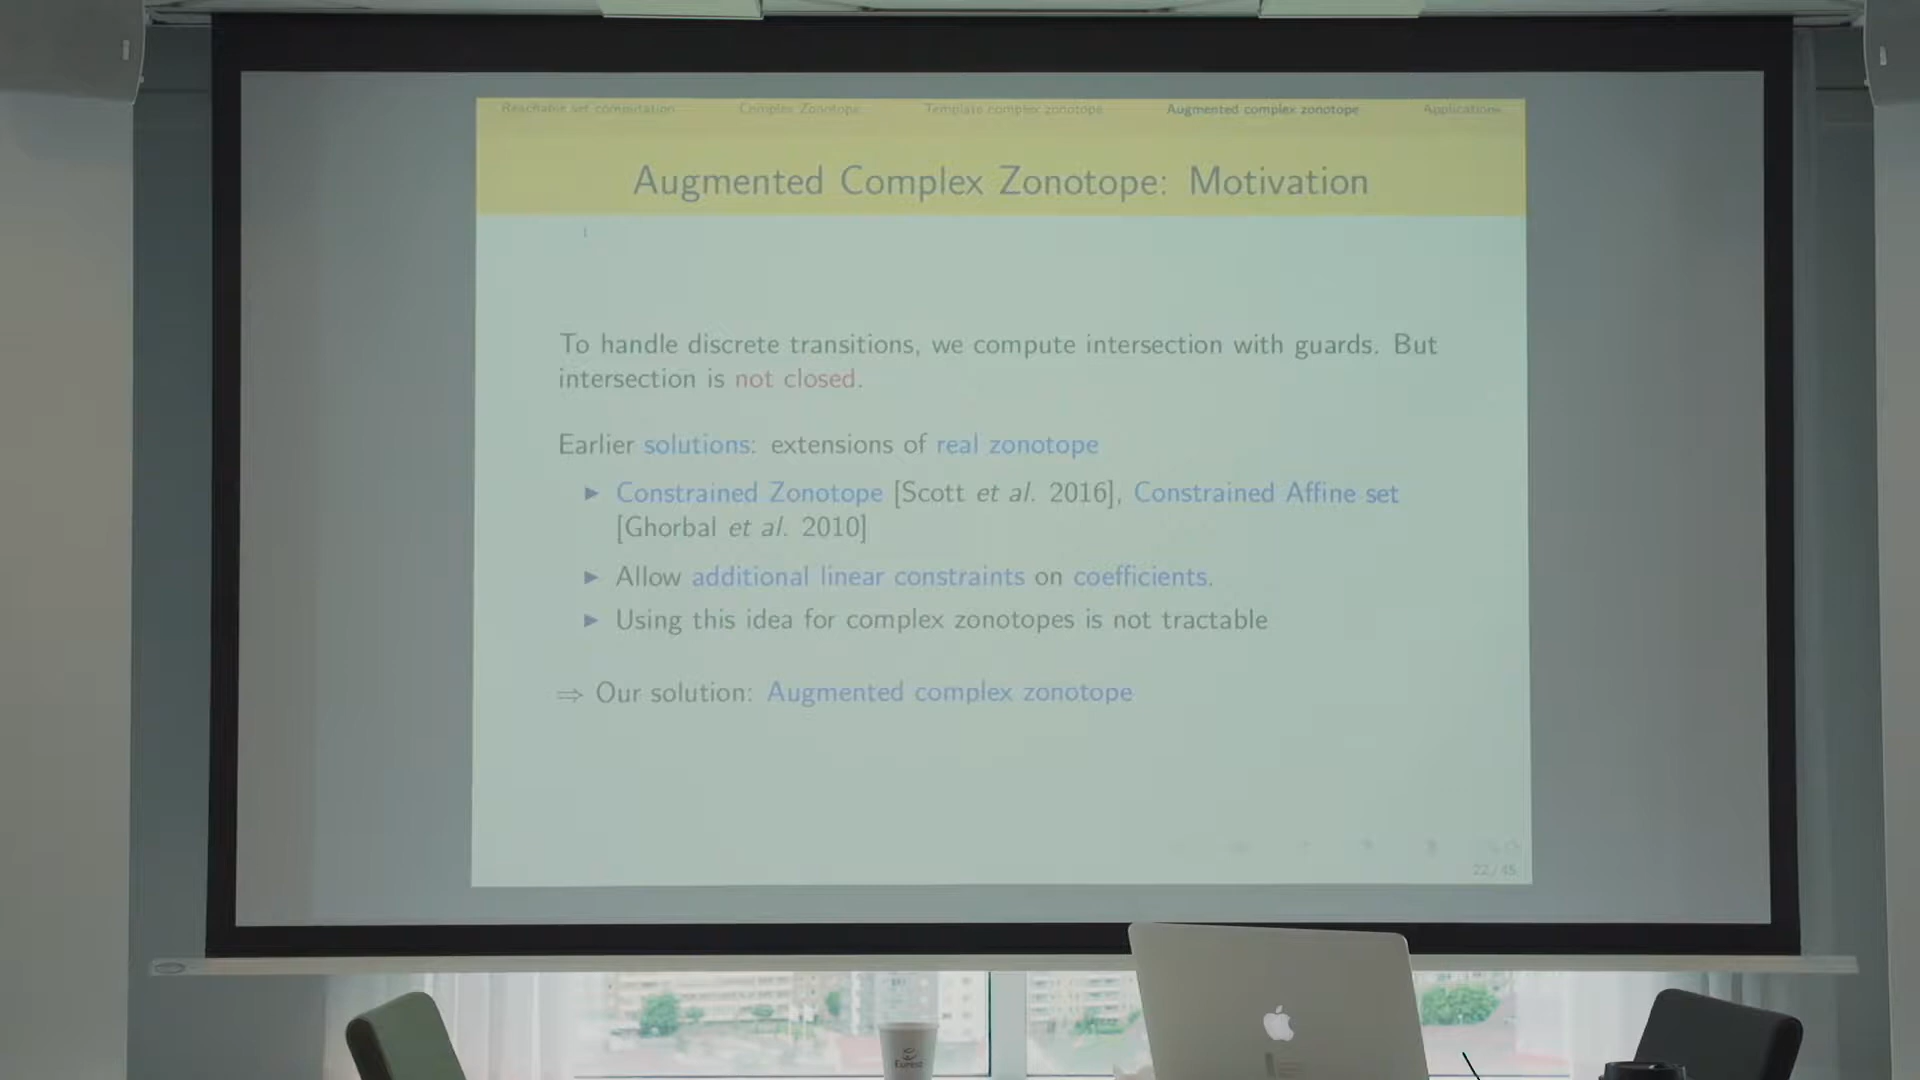 Reachable set computation Complex Zonotope Template complex zonotope Augmented complex zonotope Applications
Augmented Complex Zonotope: Motivation
To handle discrete transitions, we compute intersection with guards. But
intersection is not closed.
Earlier solutions: extensions of real zonotope
▶ Constrained Zonotope [Scott et al. 2016], Constrained Affine set
[Ghorbal et al. 2010]
▶ Allow additional linear constraints on coefficients.
▶ Using this idea for complex zonotopes is not tractable
⇒ Our solution: Augmented complex zonotope
22 / 45
Eurest